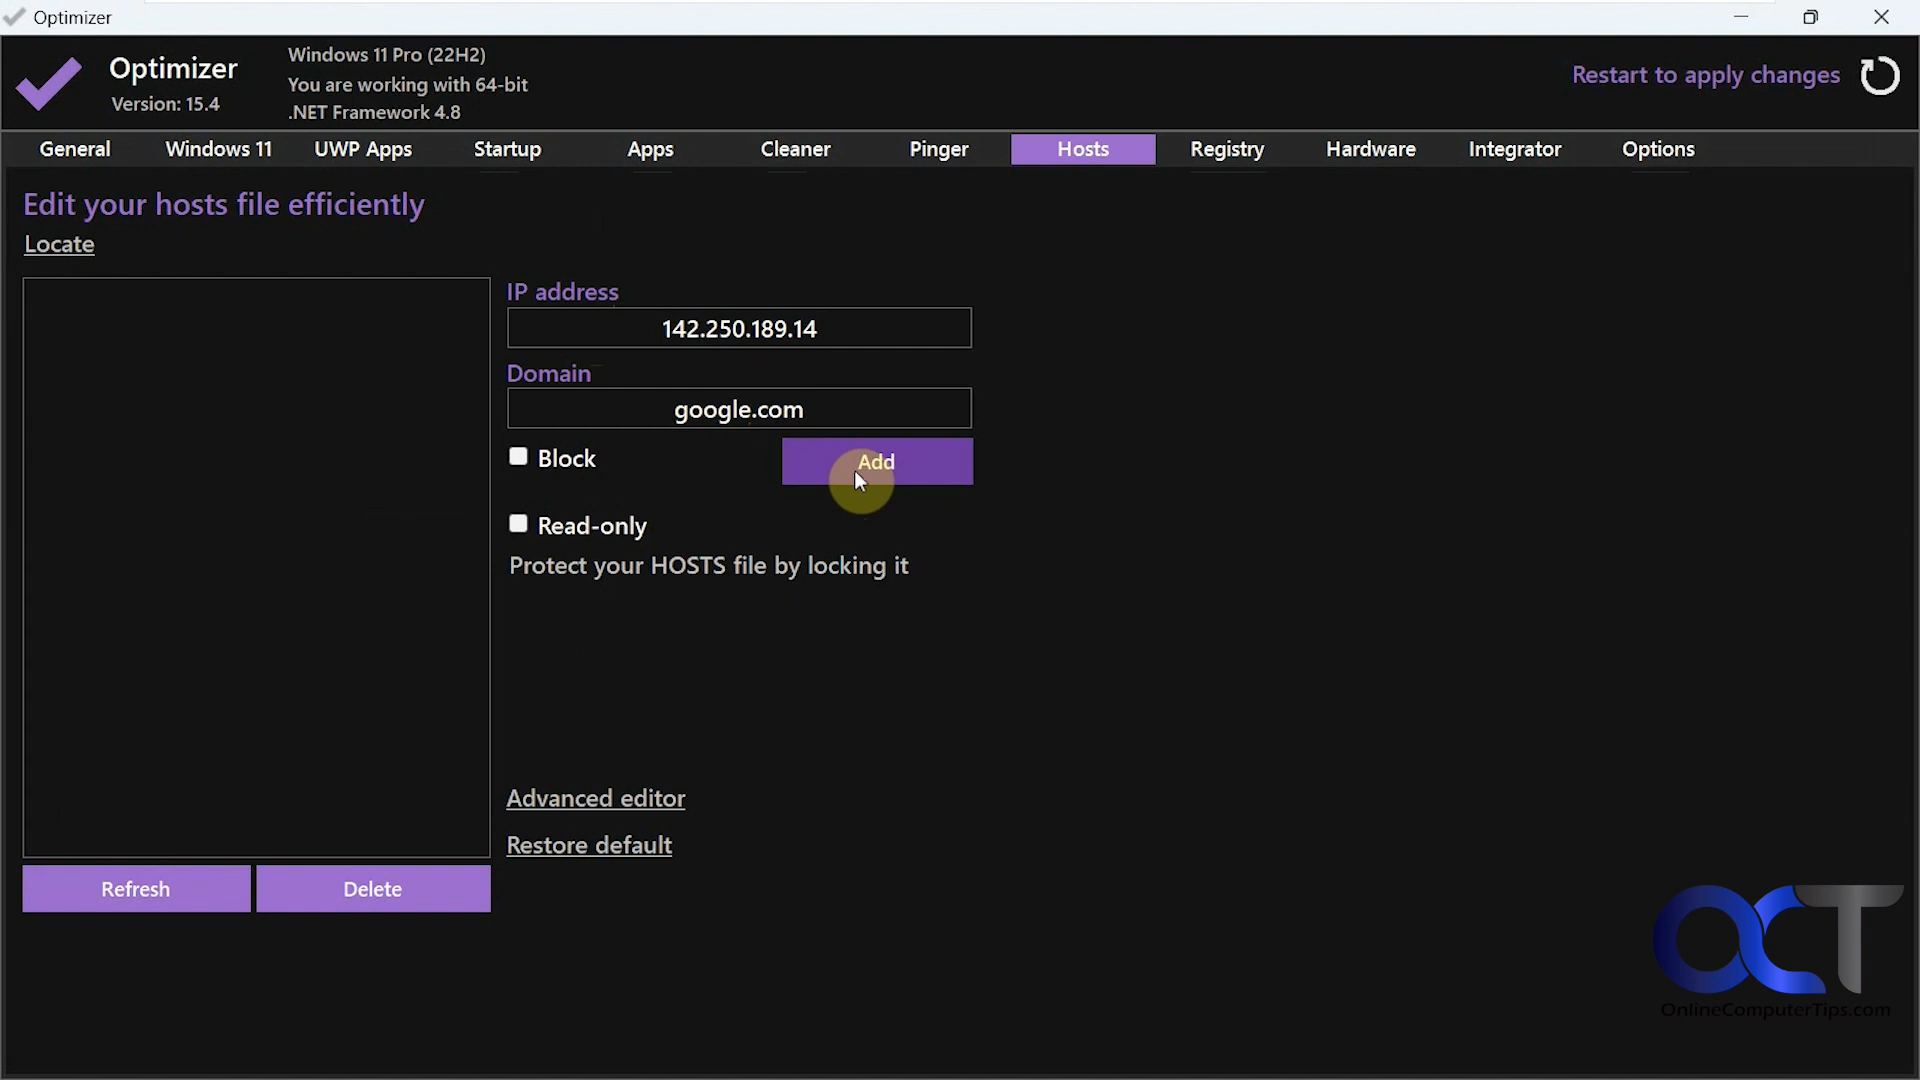 Optimizer
Optimizer
Version: 15.4
Windows 11 Pro (22H2)
You are working with 64-bit
.NET Framework 4.8
Restart to apply changes
General Windows 11 UWP Apps Startup Apps Cleaner Pinger Hosts Registry Hardware Integrator Options
Edit your hosts file efficiently
Locate
IP address
142.250.189.14
Domain
google.com
Block
Add
Read-only
Protect your HOSTS file by locking it
Advanced editor
Restore default
Refresh Delete
OCT
OnlineComputerTips.com